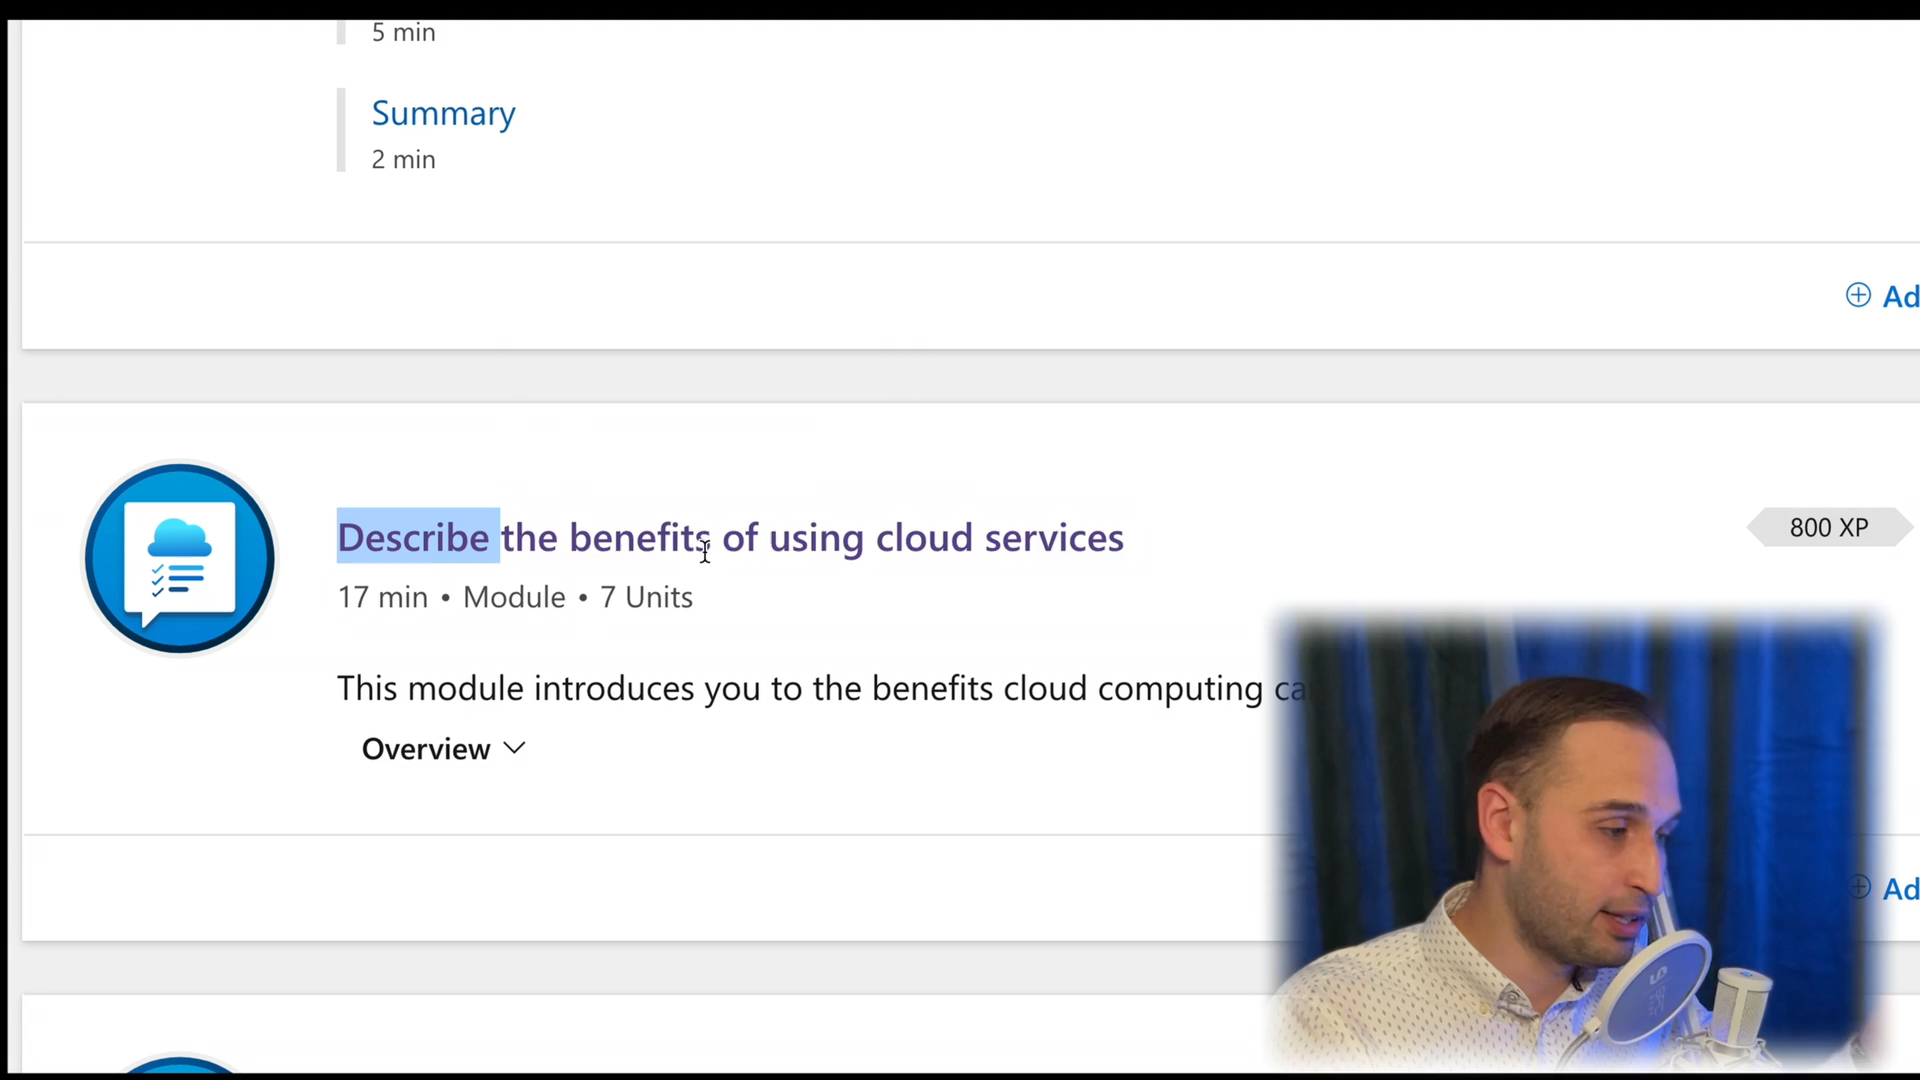 5 min
Summary
2 min
Ad
Describe the benefits of using cloud services
800 XP
17 min • Module • 7 Units
This module introduces you to the benefits cloud computing ca
Overview
Ad